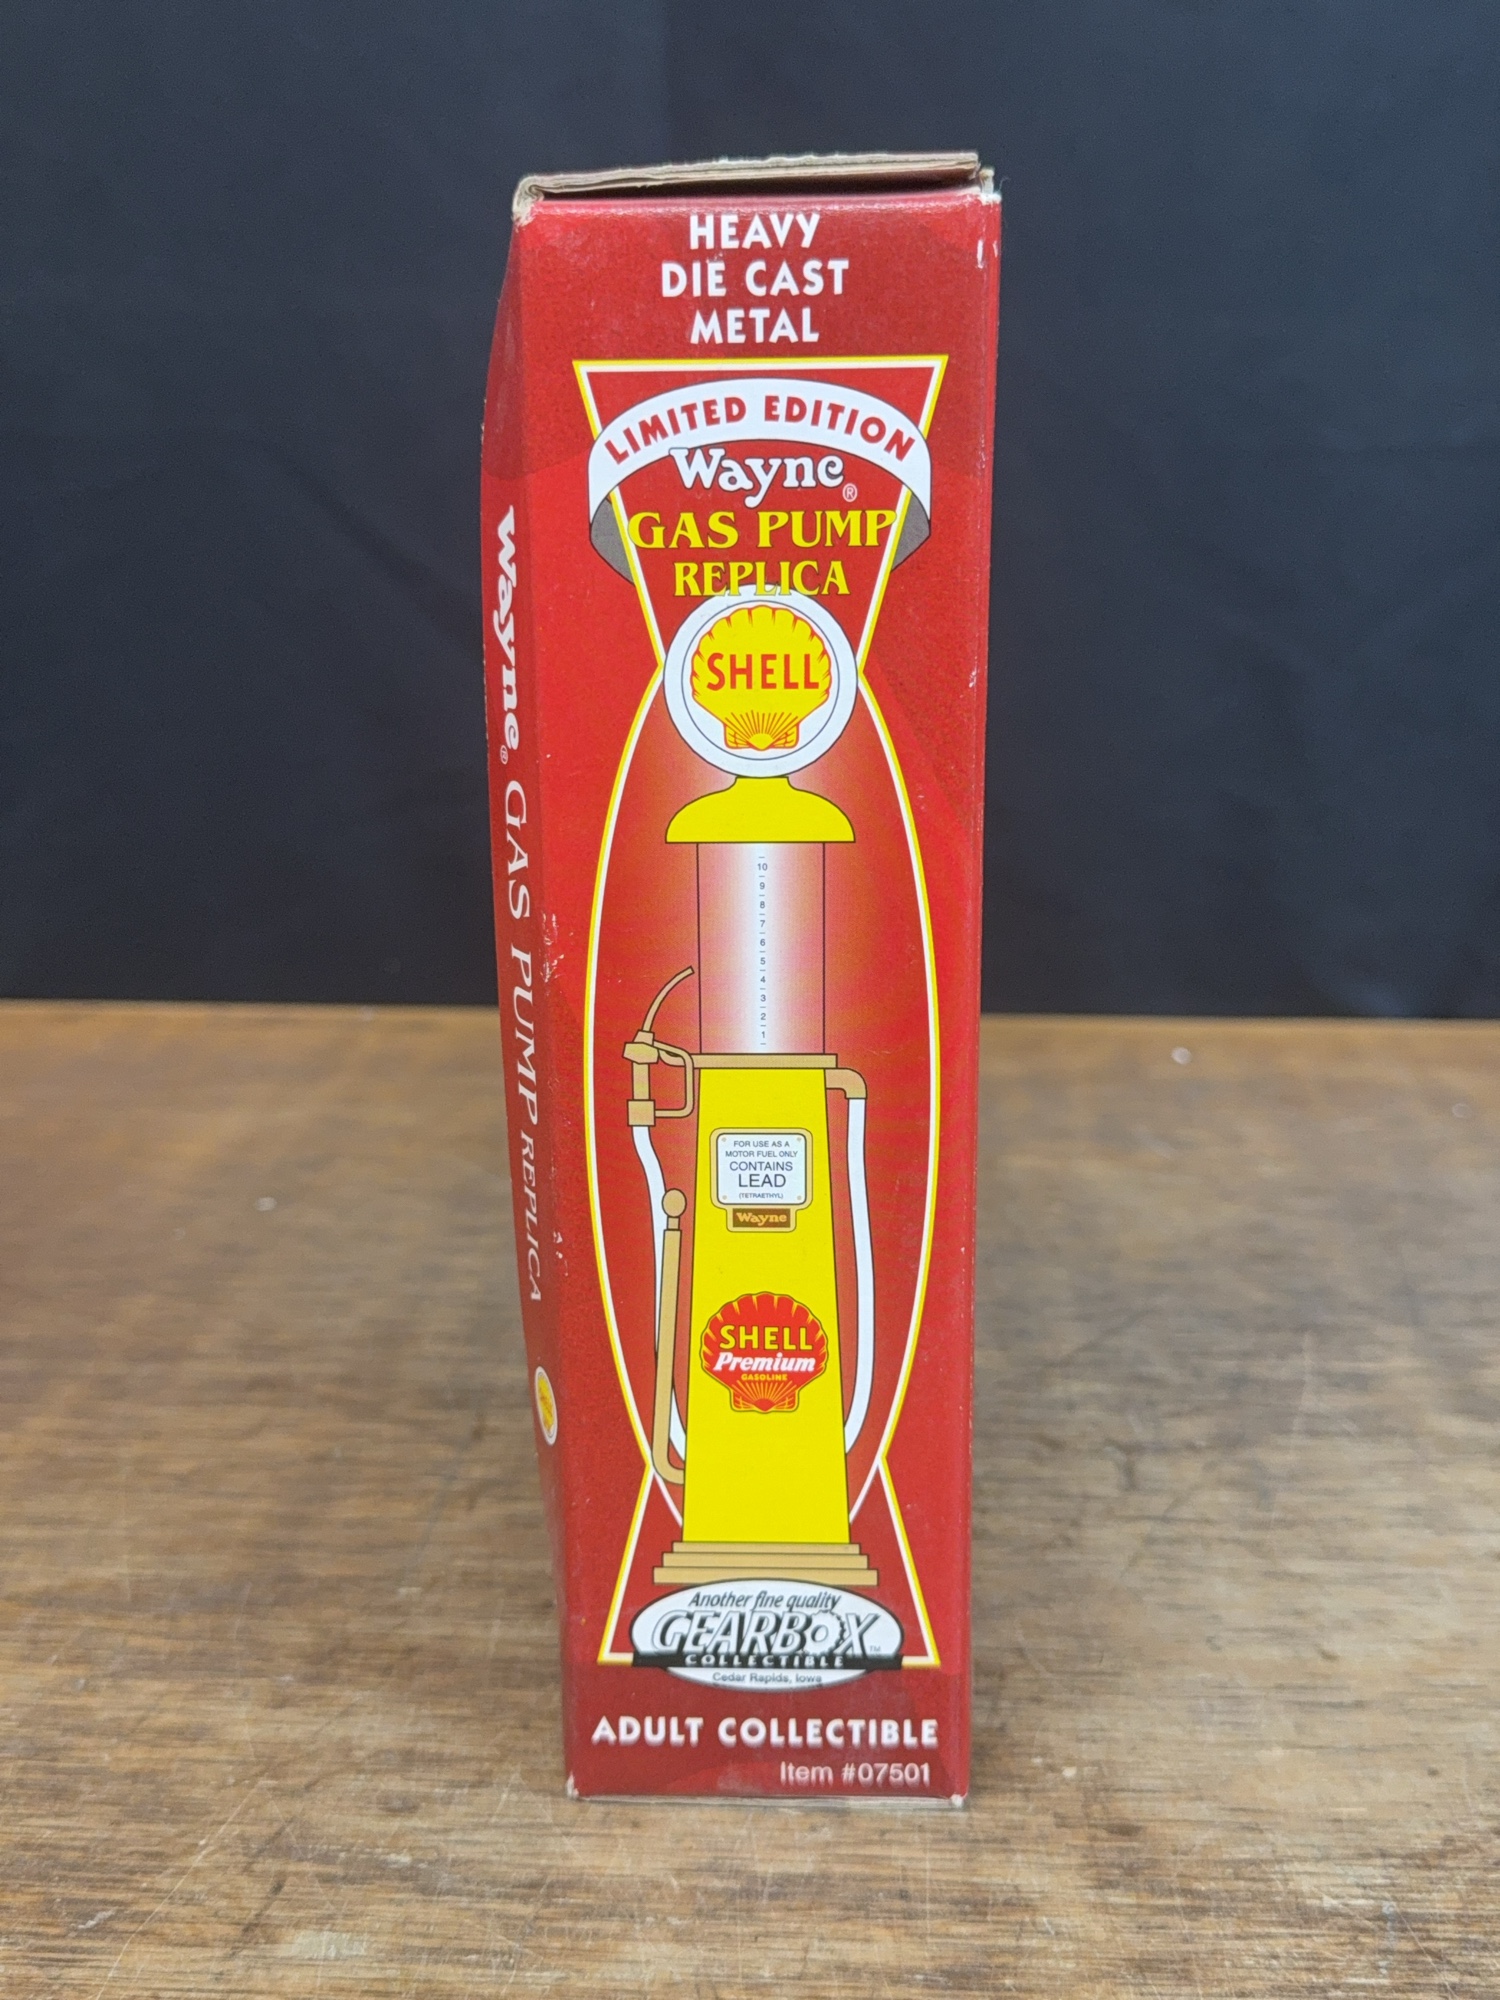 HEAVY
DIE CAST
METAL
LIMITED EDITION
Wayne®
GAS PUMP
REPLICA
SHELL
10
9
8
7
6
5
4
3
2
1
FOR USE AS A
MOTOR FUEL ONLY
CONTAINS
LEAD
(TETRAETHYL)
Wayne
SHELL
Premium
GASOLINE
Another fine quality
GEARBOX™
COLLECTIBLE
Cedar Rapids, Iowa
ADULT COLLECTIBLE
Item #07501
Wayne® GAS PUMP REPLICA